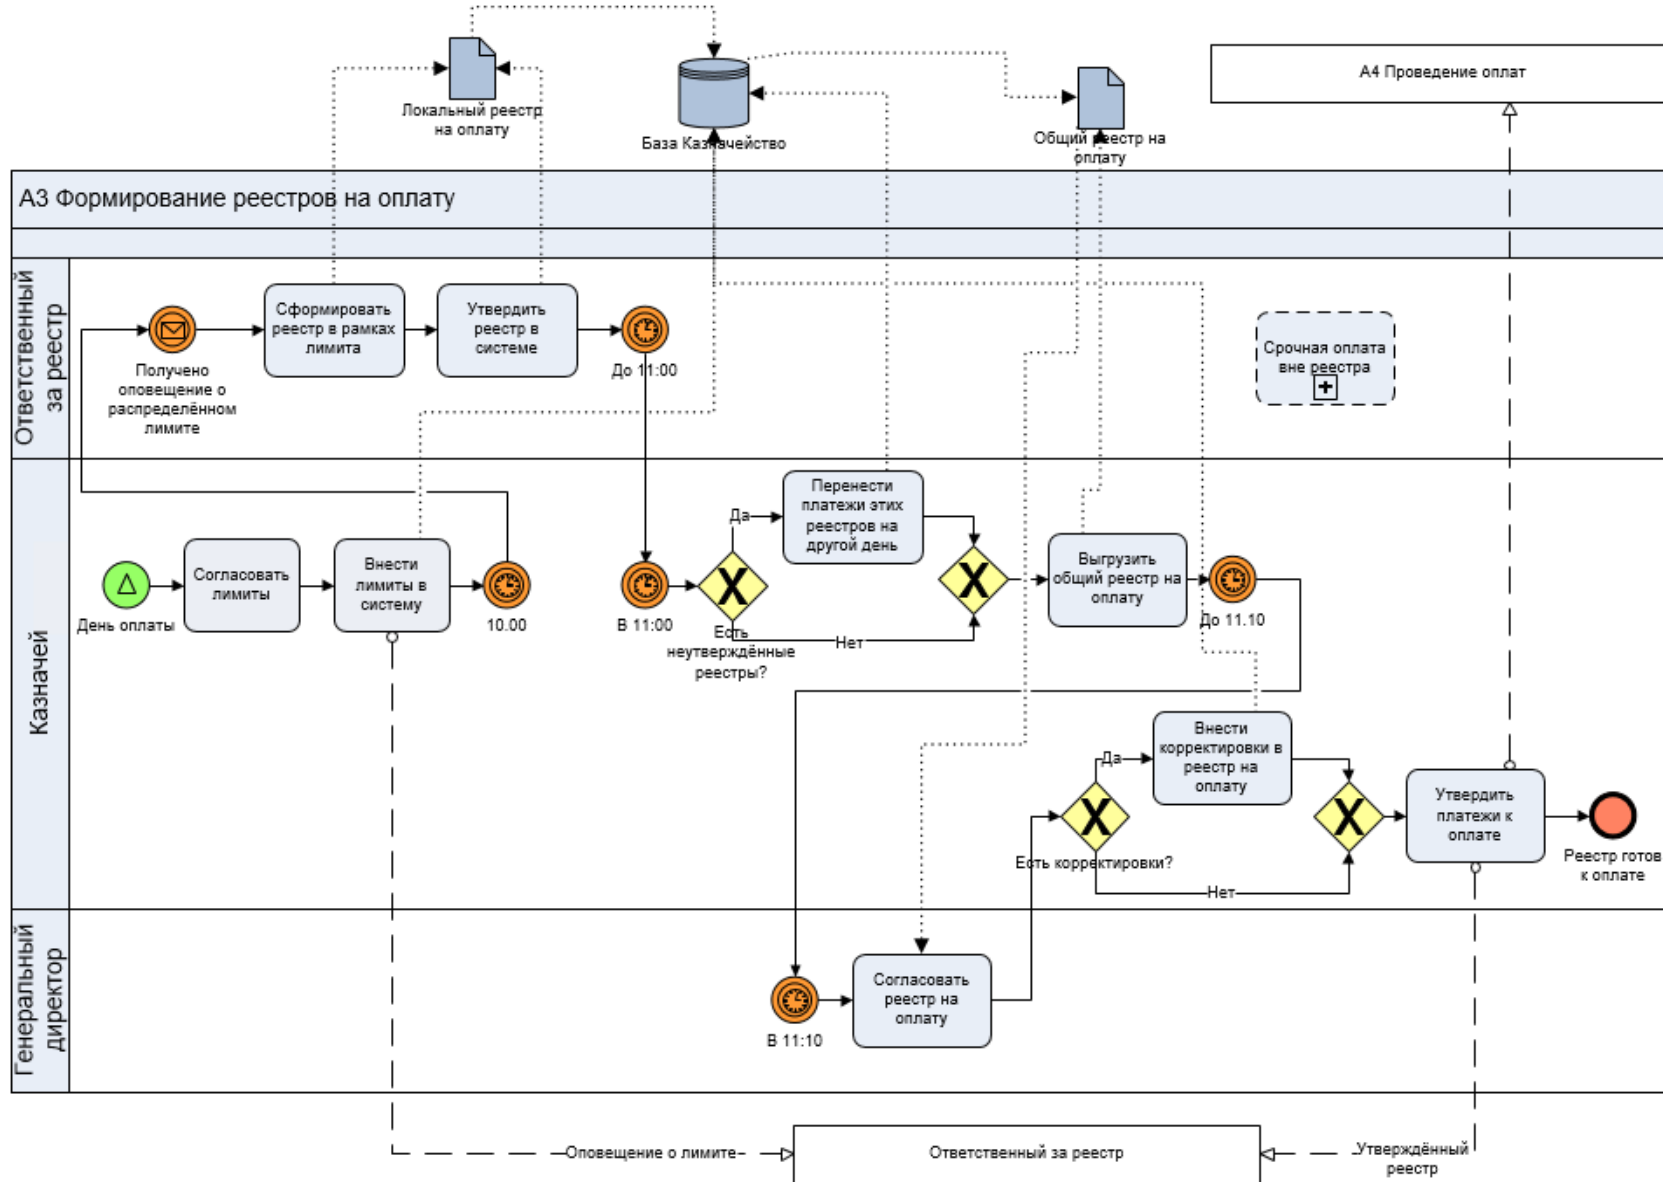 Локальный реестр
на оплату
База Казначейство
Общий реестр на
оплату
А4 Проведение оплат
А3 Формирование реестров на оплату
Ответственный
за реестр
Получено
оповещение о
распределённом
лимите
Сформировать
реестр в рамках
лимита
Утвердить
реестр в
системе
До 11:00
Срочная оплата
вне реестра
Казначей
День оплаты
Согласовать
лимиты
Внести
лимиты в
систему
10.00
В 11:00
Есть
неутверждённые
реестры?
Да
Нет
Перенести
платежи этих
реестров на
другой день
Выгрузить
общий реестр на
оплату
До 11.10
Есть корректировки?
Да
Нет
Внести
корректировки в
реестр на
оплату
Утвердить
платежи к
оплате
Реестр готов
к оплате
Генеральный
директор
В 11:10
Согласовать
реестр на
оплату
Оповещение о лимите
Ответственный за реестр
Утверждённый
реестр